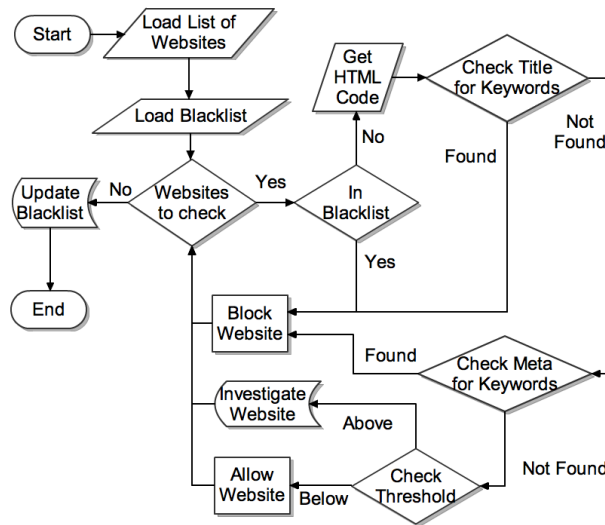 Start
Load List of
Websites
Get
HTML
Code
Check Title
for Keywords
Load Blacklist
No
Found
Not
Found
Update
Blacklist
No
Websites
to check
Yes
In
Blacklist
Yes
End
Block
Website
Found
Check Meta
for Keywords
Investigate
Website
Above
Not Found
Allow
Website
Below
Check
Threshold